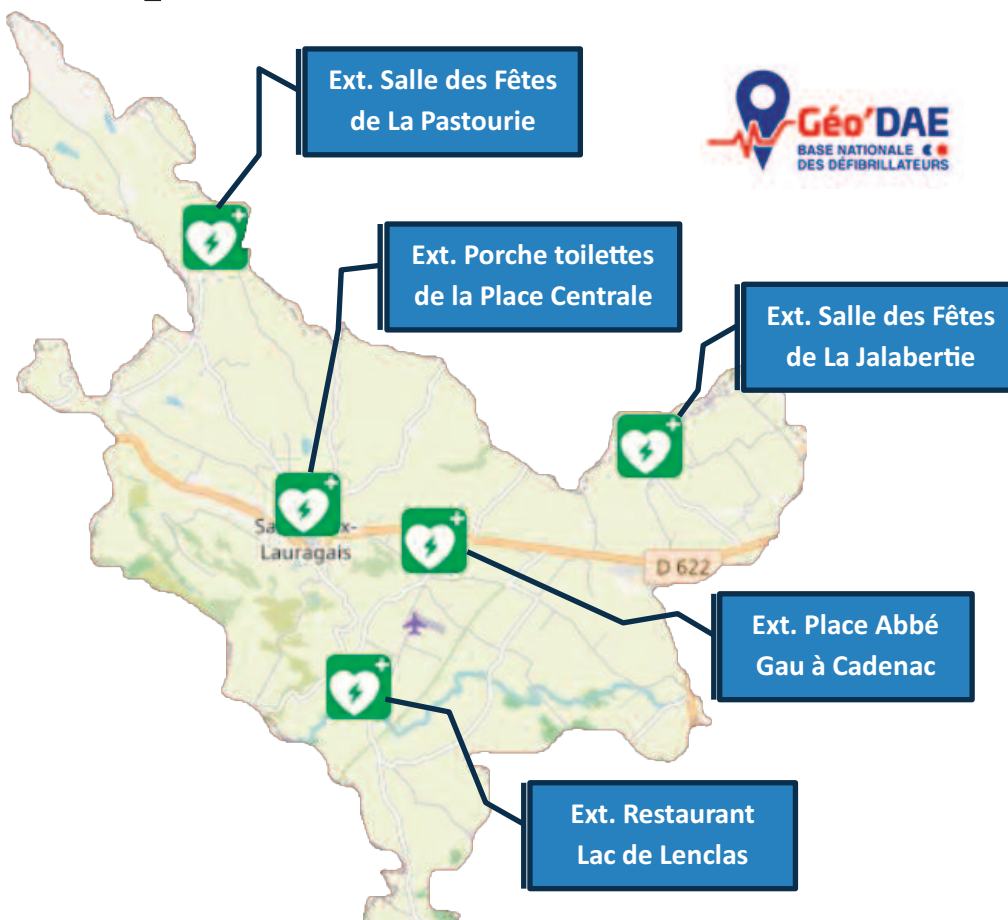 Ext. Salle des Fêtes
de La Pastourie
Géo'DAE
BASE NATIONALE
DES DÉFIBRILLATEURS
Ext. Porche toilettes
de la Place Centrale
Ext. Salle des Fêtes
de La Jalabertie
Lauragais
D 622
Ext. Place Abbé
Gau à Cadenac
Ext. Restaurant
Lac de Lenclas